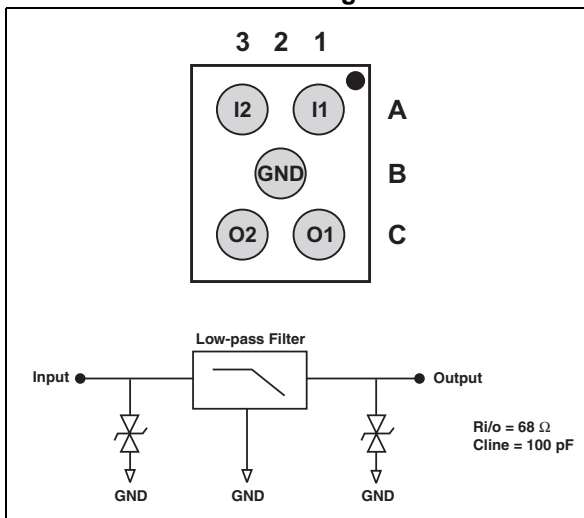 3 2 1
I2 I1 A
GND B
O2 O1 C
Low-pass Filter
Input Output
Ri/o = 68 Ω
Cline = 100 pF
GND GND GND